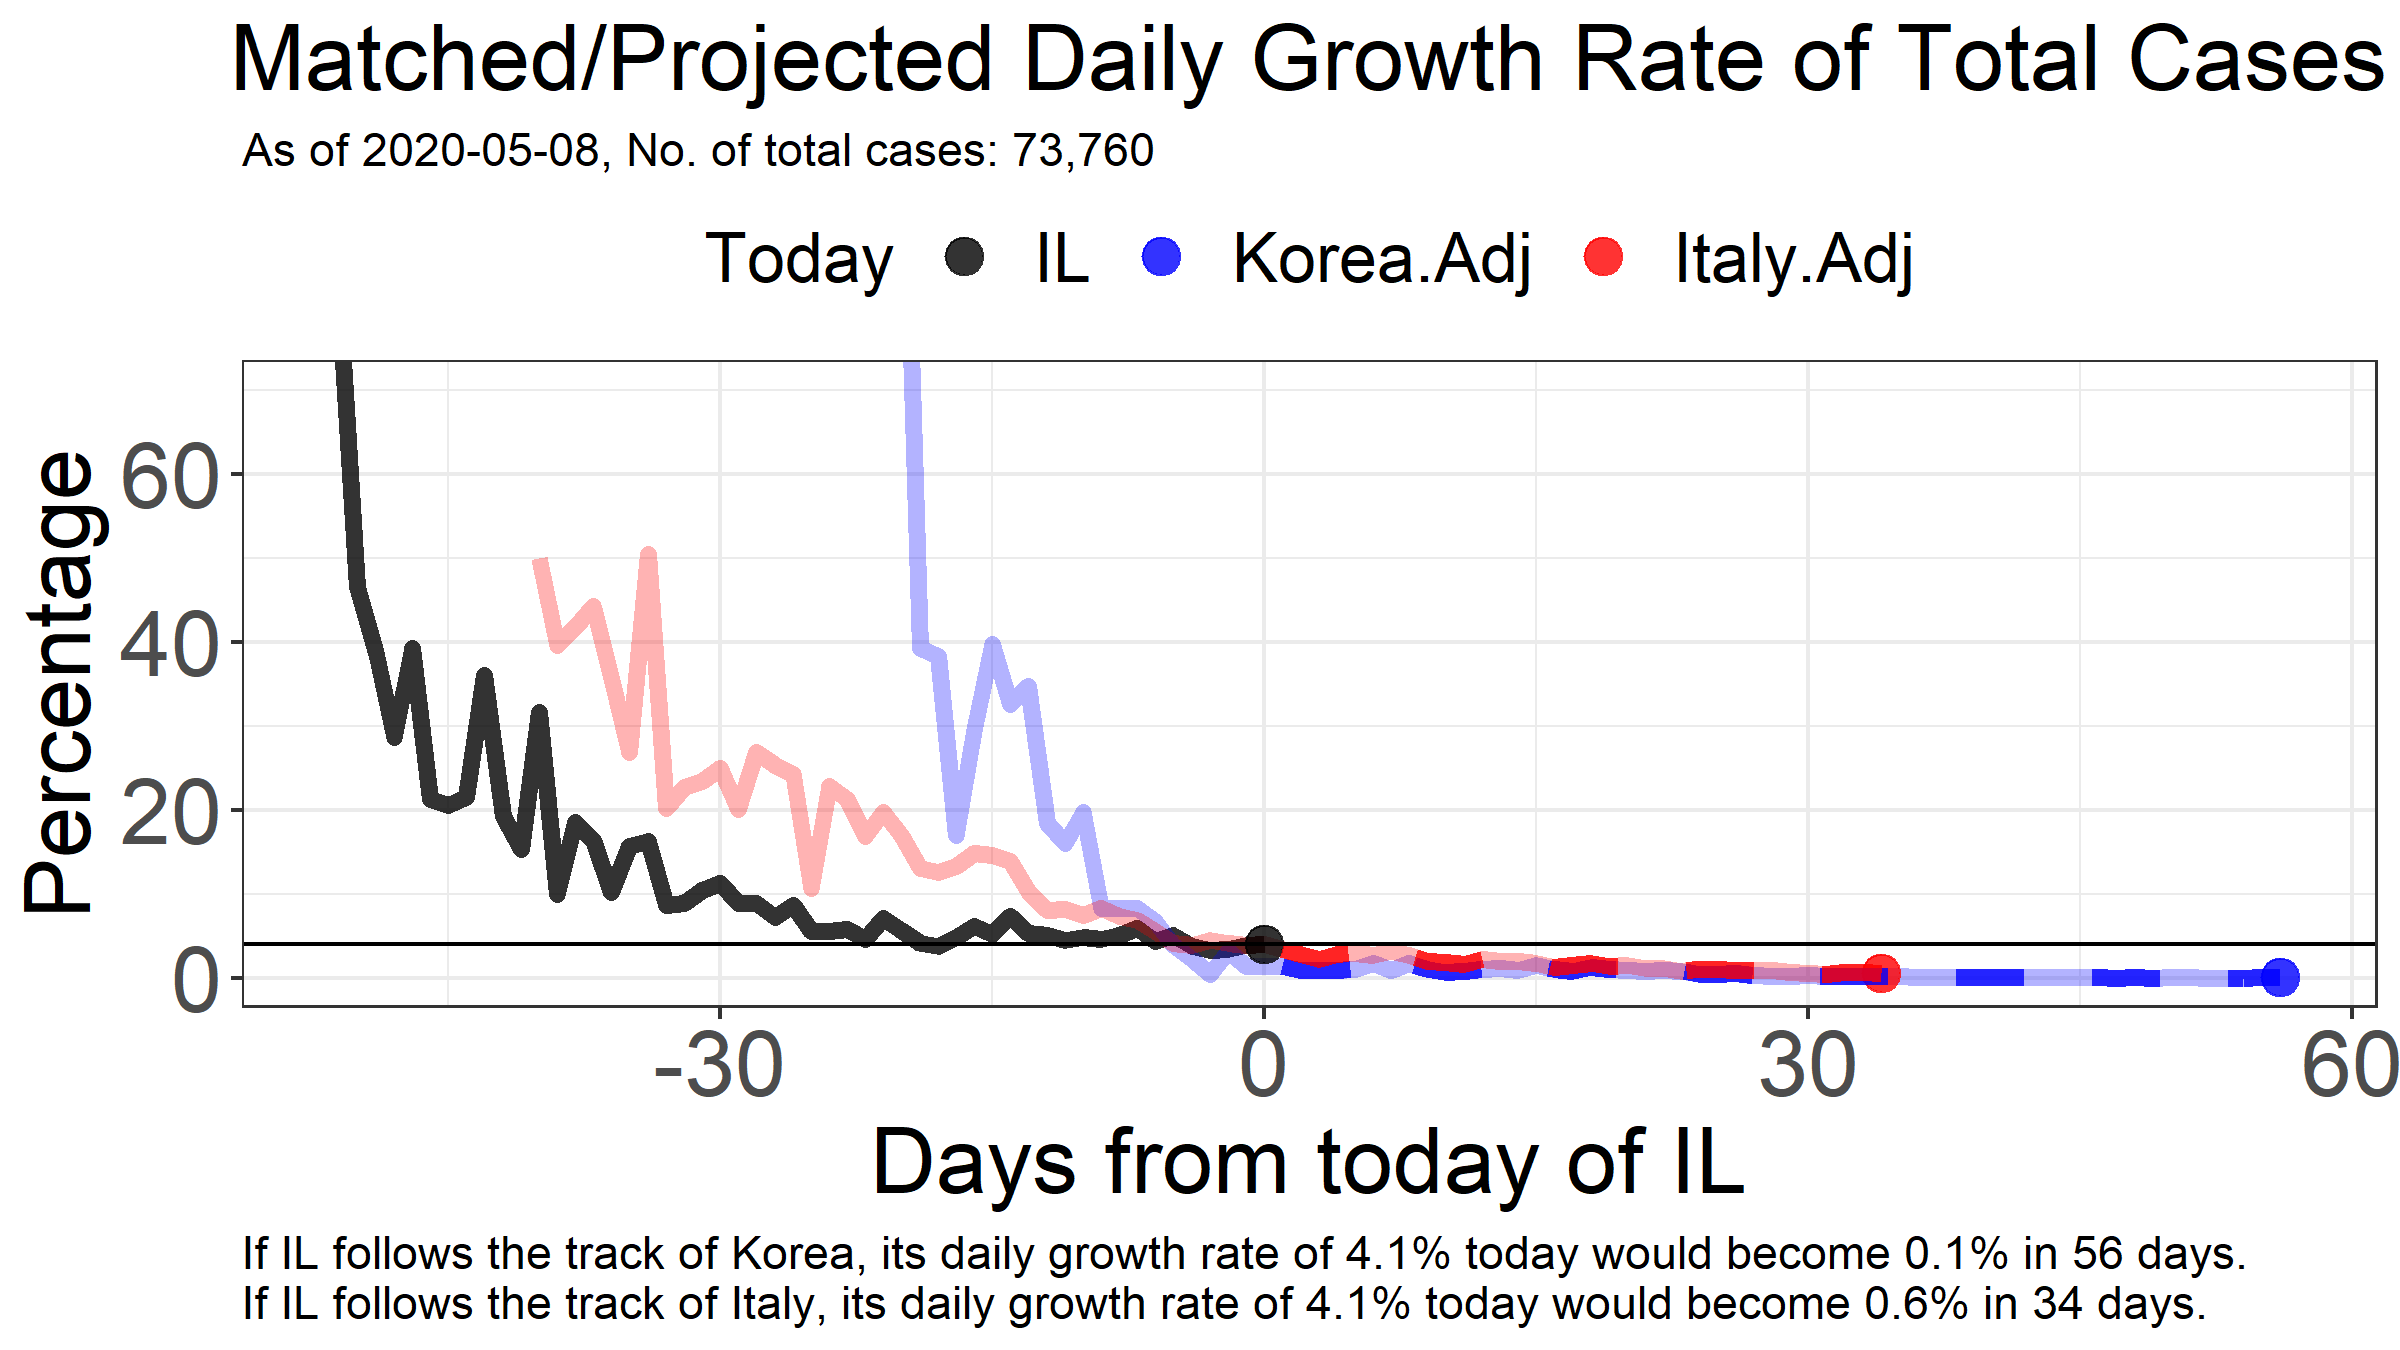 Matched/Projected Daily Growth Rate of Total Cases
As of 2020-05-08, No. of total cases: 73,760
Today IL Korea.Adj Italy.Adj
Percentage
60
40
20
0
-30 0 30 60
Days from today of IL
If IL follows the track of Korea, its daily growth rate of 4.1% today would become 0.1% in 56 days.
If IL follows the track of Italy, its daily growth rate of 4.1% today would become 0.6% in 34 days.